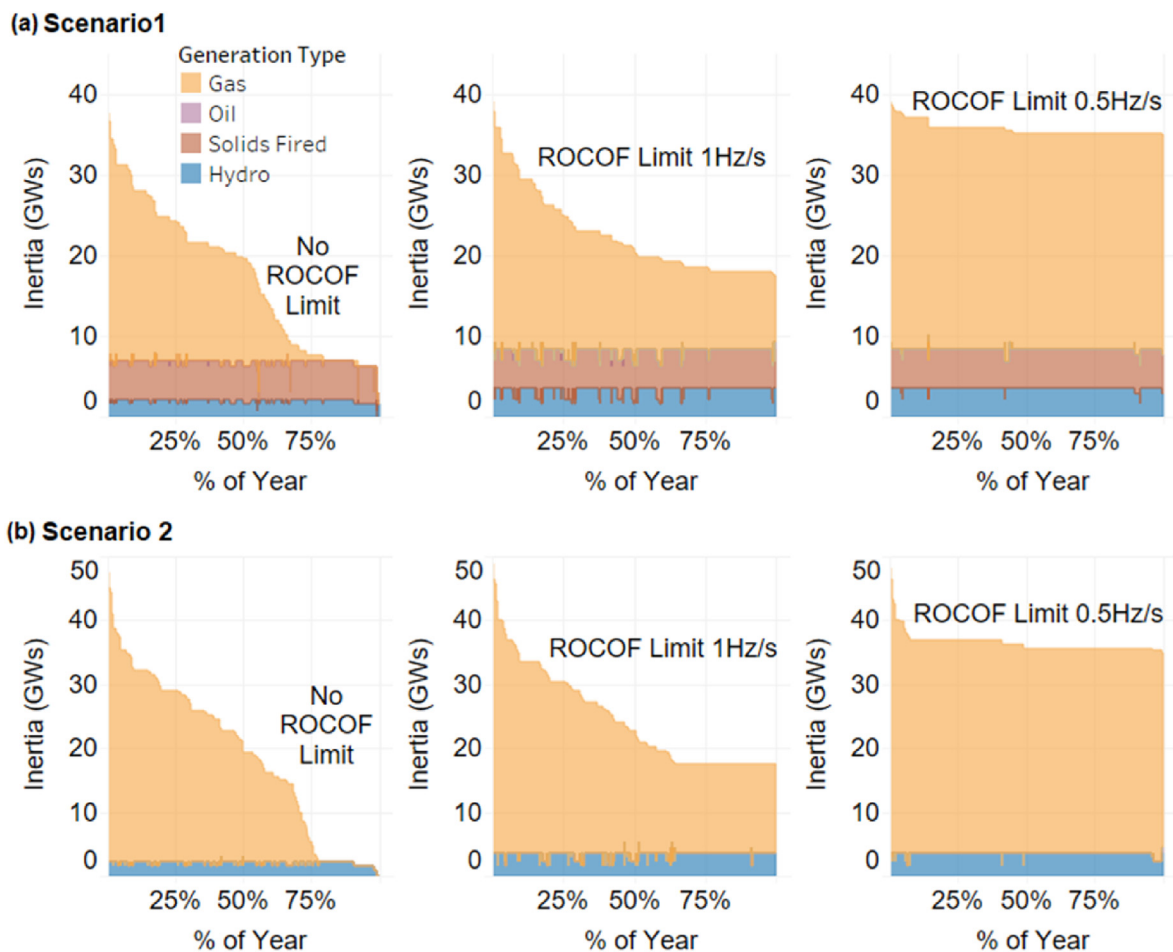 (a) Scenario1
Generation Type
Gas
Oil
Solids Fired
Hydro
Inertia (GWs)
40
30
20
10
0
No
ROCOF
Limit
25% 50% 75%
% of Year
Inertia (GWs)
40
30
20
10
0
ROCOF Limit 1Hz/s
25% 50% 75%
% of Year
Inertia (GWs)
40
30
20
10
0
ROCOF Limit 0.5Hz/s
25% 50% 75%
% of Year
(b) Scenario 2
Inertia (GWs)
50
40
30
20
10
0
No
ROCOF
Limit
25% 50% 75%
% of Year
Inertia (GWs)
50
40
30
20
10
0
ROCOF Limit 1Hz/s
25% 50% 75%
% of Year
Inertia (GWs)
50
40
30
20
10
0
ROCOF Limit 0.5Hz/s
25% 50% 75%
% of Year